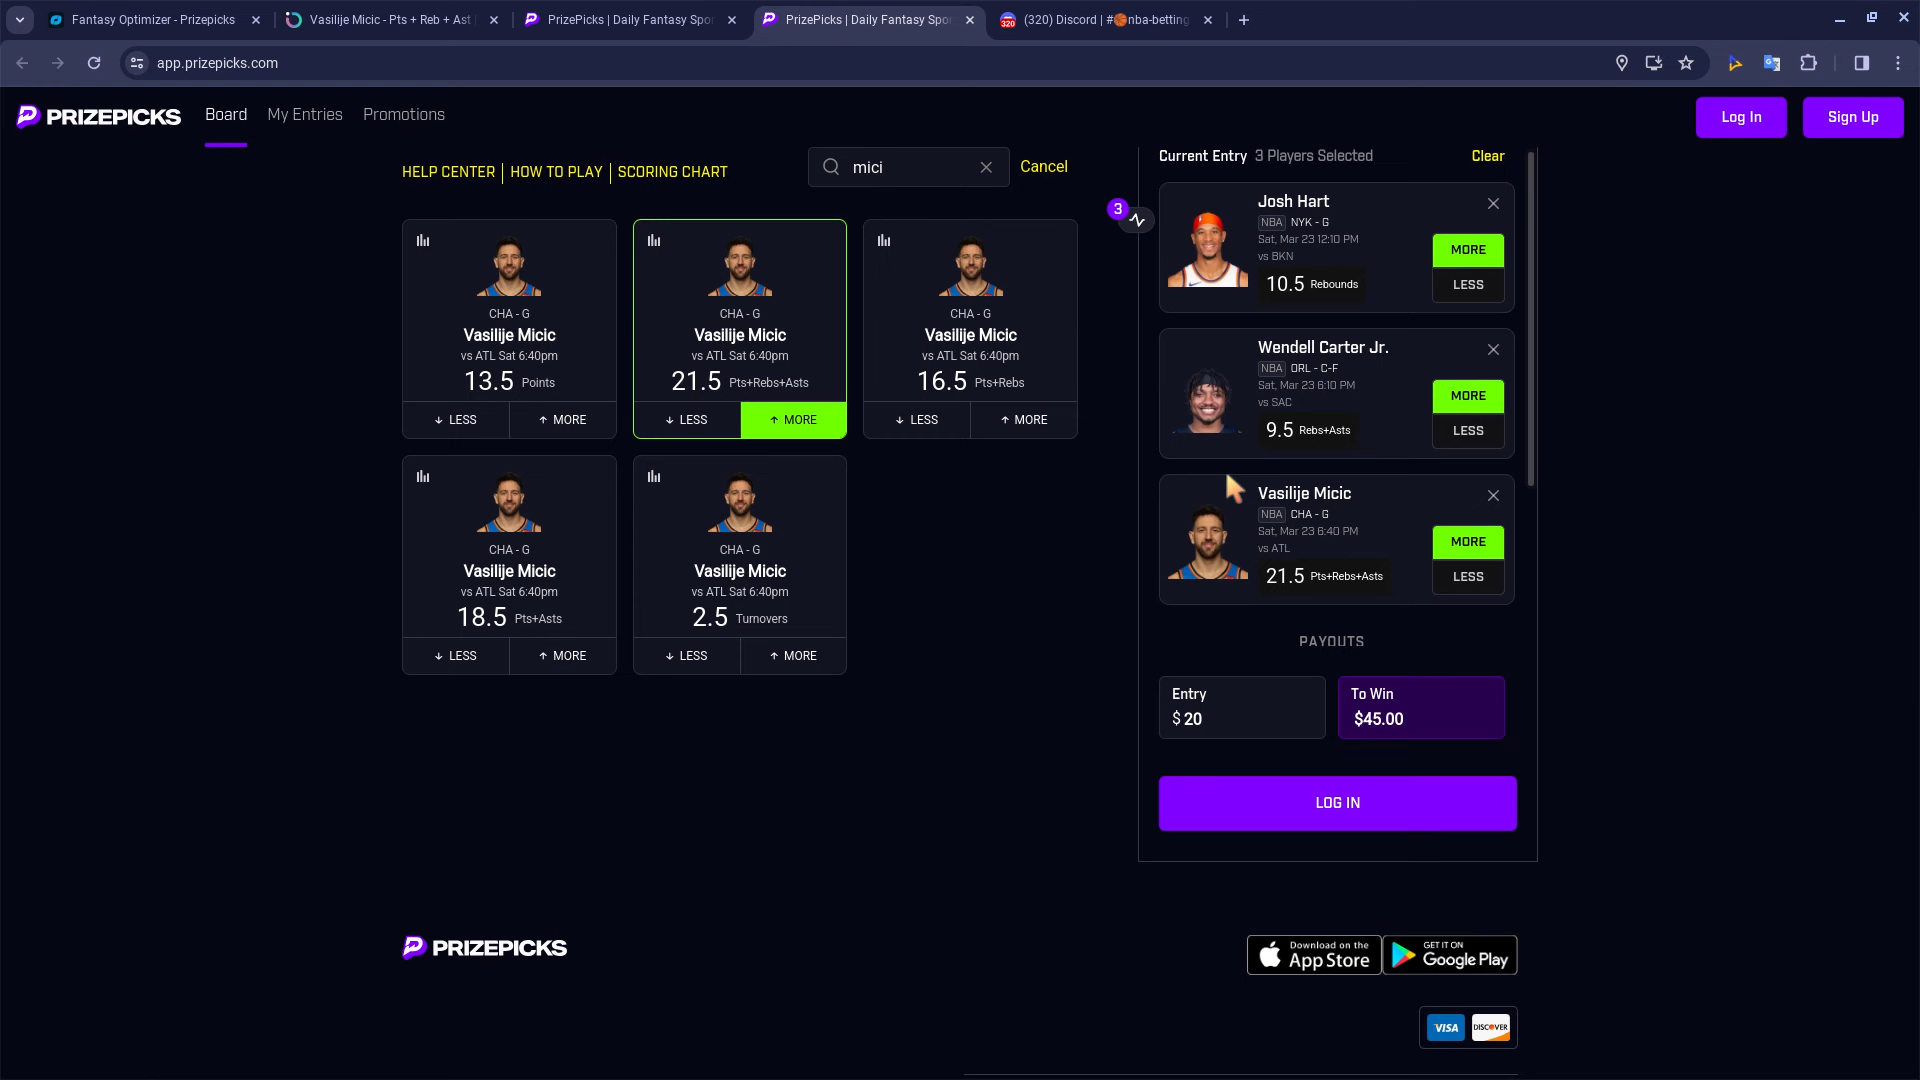 Fantasy Optimizer - Prizepicks
Vasilije Micic - Pts + Reb + Ast
PrizePicks | Daily Fantasy Spor
PrizePicks | Daily Fantasy Spor
(320) Discord | #🏀nba-betting
320
app.prizepicks.com
PRIZEPICKS
Board
My Entries
Promotions
Log In
Sign Up
HELP CENTER | HOW TO PLAY | SCORING CHART
mici
Cancel
CHA - G
Vasilije Micic
vs ATL Sat 6:40pm
13.5 Points
LESS
MORE
CHA - G
Vasilije Micic
vs ATL Sat 6:40pm
21.5 Pts+Rebs+Asts
LESS
MORE
CHA - G
Vasilije Micic
vs ATL Sat 6:40pm
16.5 Pts+Rebs
LESS
MORE
CHA - G
Vasilije Micic
vs ATL Sat 6:40pm
18.5 Pts+Asts
LESS
MORE
CHA - G
Vasilije Micic
vs ATL Sat 6:40pm
2.5 Turnovers
LESS
MORE
3
Current Entry 3 Players Selected
Clear
Josh Hart
NBA NYK - G
Sat, Mar 23 12:10 PM
vs BKN
10.5 Rebounds
MORE
LESS
Wendell Carter Jr.
NBA ORL - C-F
Sat, Mar 23 6:10 PM
vs SAC
9.5 Rebs+Asts
MORE
LESS
Vasilije Micic
NBA CHA - G
Sat, Mar 23 6:40 PM
vs ATL
21.5 Pts+Rebs+Asts
MORE
LESS
PAYOUTS
Entry
$ 20
To Win
$45.00
LOG IN
PRIZEPICKS
Download on the
App Store
GET IT ON
Google Play
VISA
DISCOVER